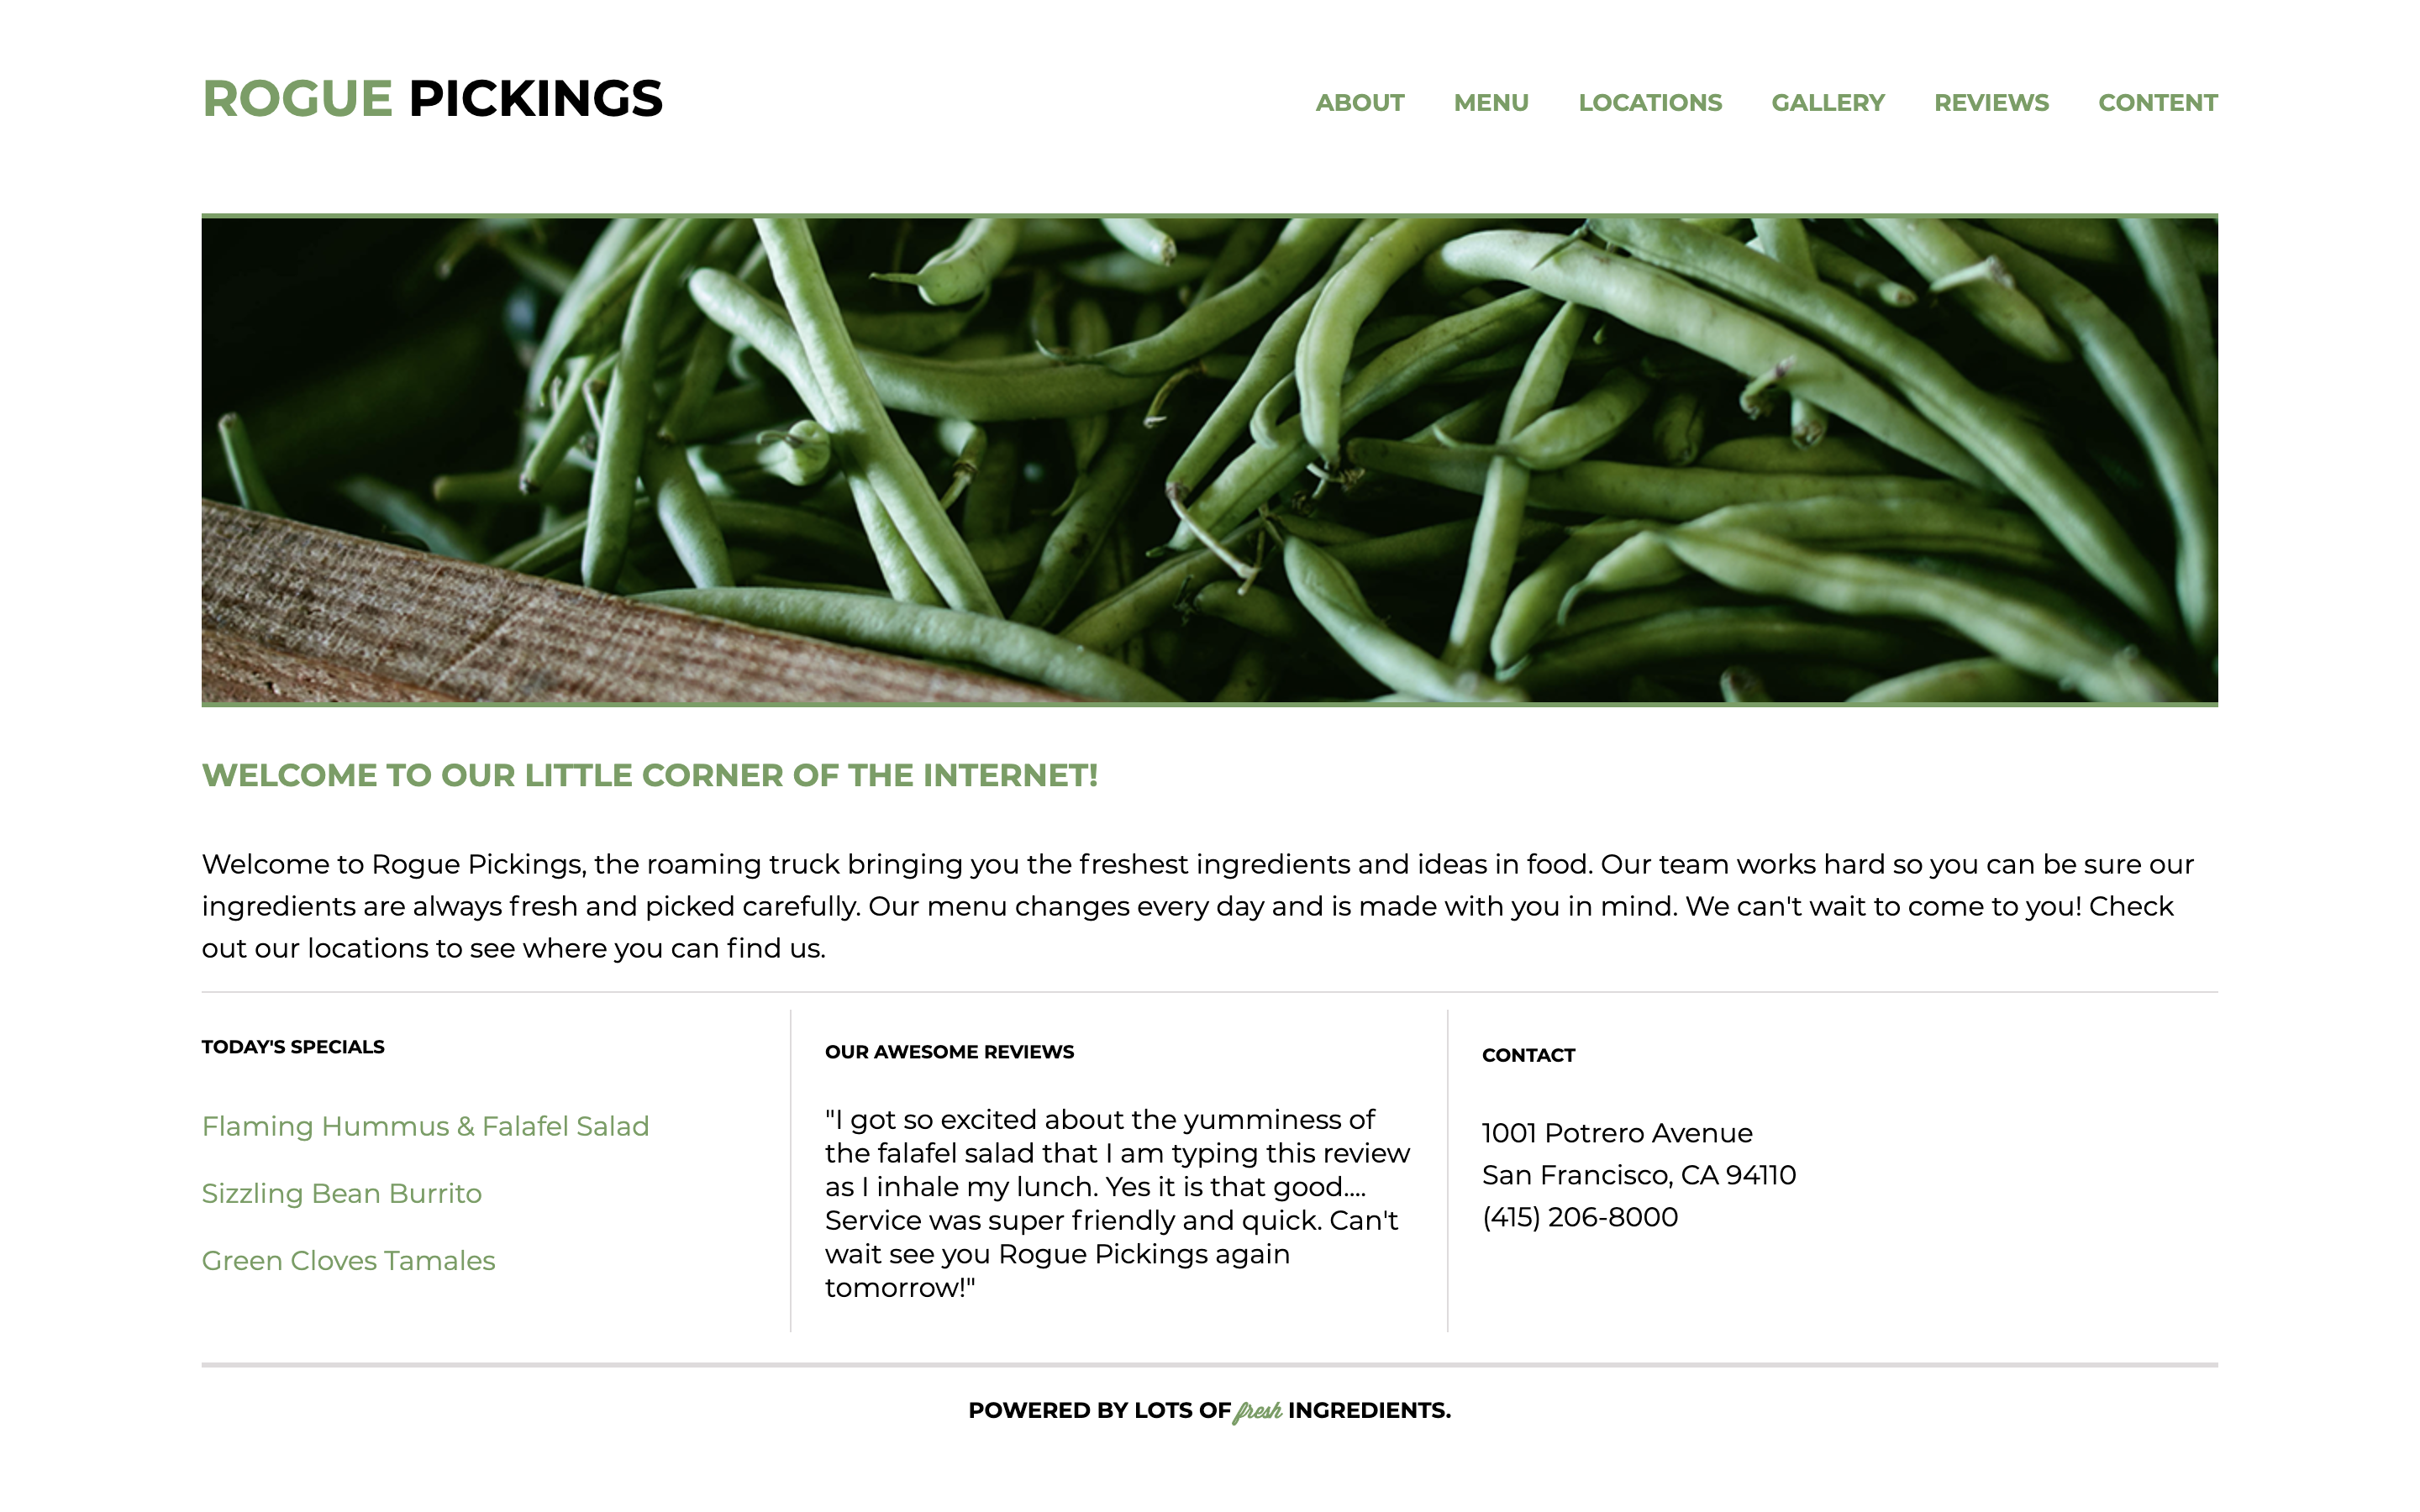 ROGUE PICKINGS
ABOUT MENU LOCATIONS GALLERY REVIEWS CONTENT
WELCOME TO OUR LITTLE CORNER OF THE INTERNET!
Welcome to Rogue Pickings, the roaming truck bringing you the freshest ingredients and ideas in food. Our team works hard so you can be sure our
ingredients are always fresh and picked carefully. Our menu changes every day and is made with you in mind. We can't wait to come to you! Check
out our locations to see where you can find us.
TODAY'S SPECIALS
Flaming Hummus & Falafel Salad
Sizzling Bean Burrito
Green Cloves Tamales
OUR AWESOME REVIEWS
"I got so excited about the yumminess of
the falafel salad that I am typing this review
as I inhale my lunch. Yes it is that good....
Service was super friendly and quick. Can't
wait see you Rogue Pickings again
tomorrow!"
CONTACT
1001 Potrero Avenue
San Francisco, CA 94110
(415) 206-8000
POWERED BY LOTS OF fresh INGREDIENTS.